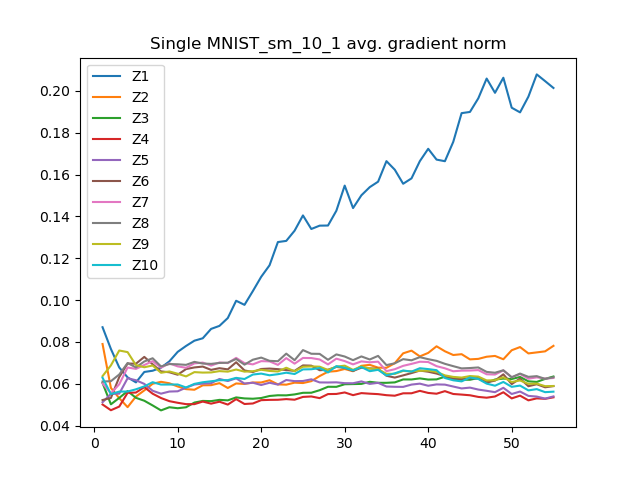 Single MNIST_sm_10_1 avg. gradient norm
Z1
Z2
Z3
Z4
Z5
Z6
Z7
Z8
Z9
Z10
0.20
0.18
0.16
0.14
0.12
0.10
0.08
0.06
0.04
0 10 20 30 40 50